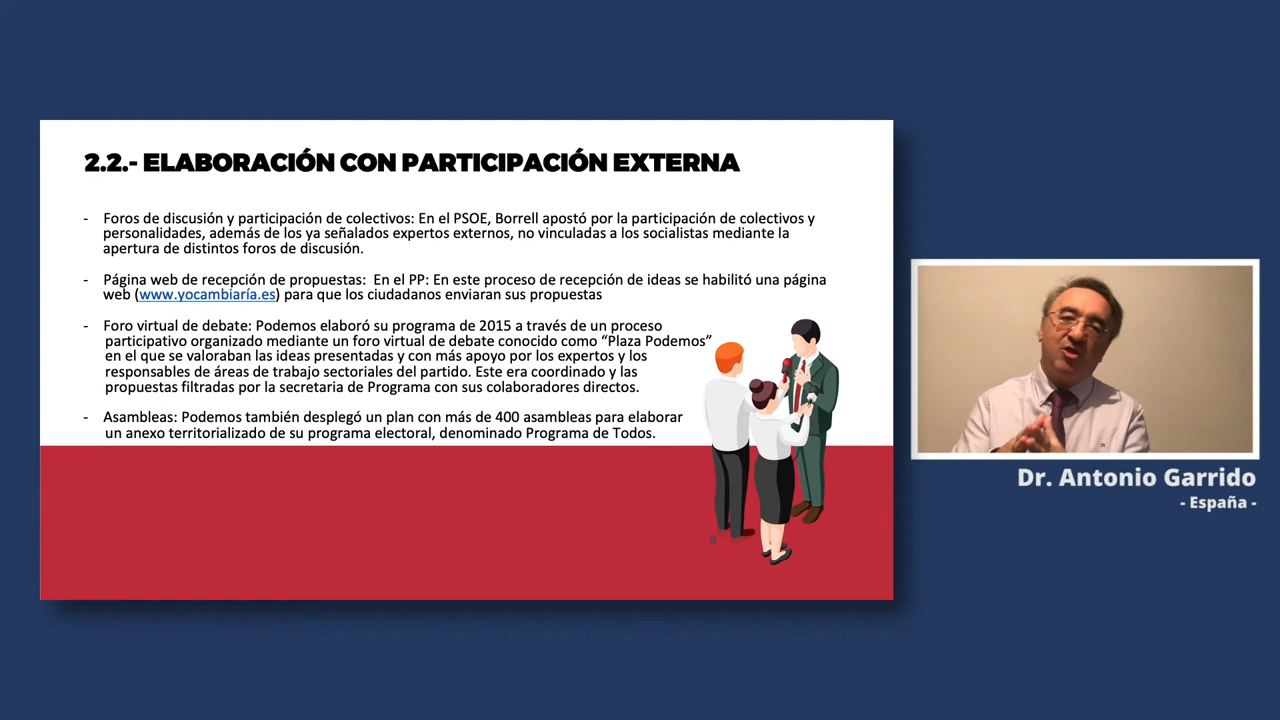 2.2.- ELABORACIÓN CON PARTICIPACIÓN EXTERNA
- Foros de discusión y participación de colectivos: En el PSOE, Borrell apostó por la participación de colectivos y
personalidades, además de los ya señalados expertos externos, no vinculadas a los socialistas mediante la
apertura de distintos foros de discusión.
- Página web de recepción de propuestas: En el PP: En este proceso de recepción de ideas se habilitó una página
web (www.yocambiaría.es) para que los ciudadanos enviaran sus propuestas
- Foro virtual de debate: Podemos elaboró su programa de 2015 a través de un proceso
participativo organizado mediante un foro virtual de debate conocido como “Plaza Podemos”
en el que se valoraban las ideas presentadas y con más apoyo por los expertos y los
responsables de áreas de trabajo sectoriales del partido. Este era coordinado y las
propuestas filtradas por la secretaria de Programa con sus colaboradores directos.
- Asambleas: Podemos también desplegó un plan con más de 400 asambleas para elaborar
un anexo territorializado de su programa electoral, denominado Programa de Todos.
9
Dr. Antonio Garrido
- España -